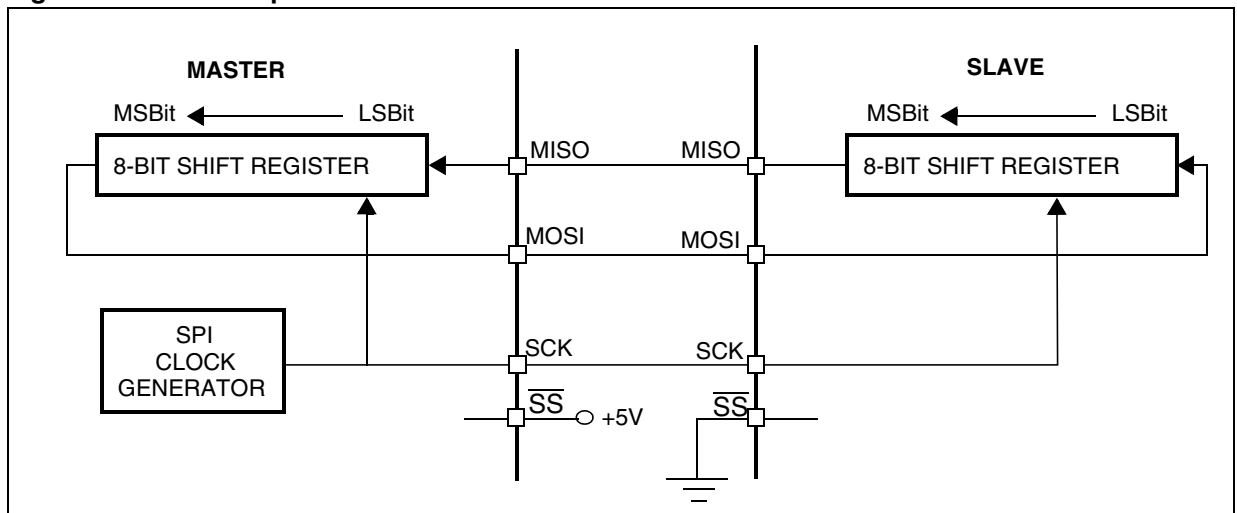 MASTER
SLAVE
MSBit LSBit
MSBit LSBit
8-BIT SHIFT REGISTER
MISO
MISO
8-BIT SHIFT REGISTER
MOSI
MOSI
SPI
CLOCK
GENERATOR
SCK
SCK
SS
+5V
SS